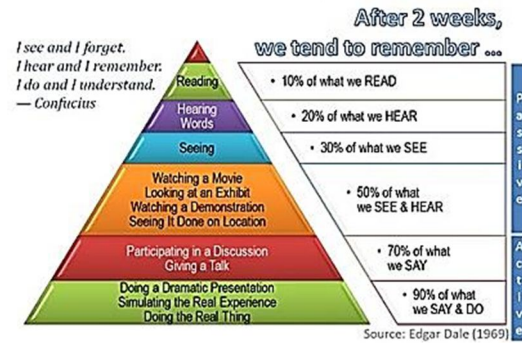 After 2 weeks,
we tend to remember ...
I see and I forget.
I hear and I remember.
I do and I understand.
— Confucius
Reading
• 10% of what we READ
Hearing
Words
• 20% of what we HEAR
Seeing
• 30% of what we SEE
Watching a Movie
Looking at an Exhibit
Watching a Demonstration
Seeing It Done on Location
• 50% of what
we SEE & HEAR
Participating in a Discussion
Giving a Talk
• 70% of what
we SAY
Doing a Dramatic Presentation
Simulating the Real Experience
Doing the Real Thing
• 90% of what
we SAY & DO
Passive
Active
Source: Edgar Dale (1969)